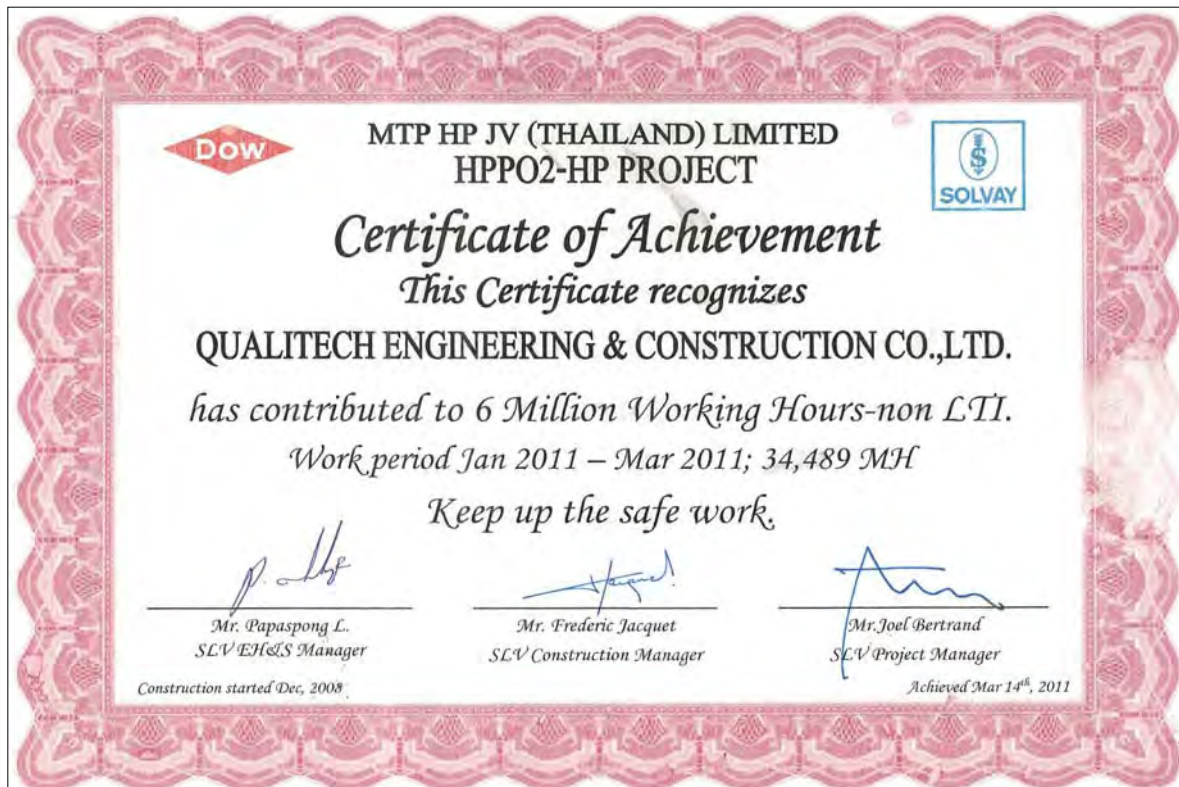 DOW
MTP HP JV (THAILAND) LIMITED
HPPO2-HP PROJECT
SOLVAY
Certificate of Achievement
This Certificate recognizes
QUALITECH ENGINEERING & CONSTRUCTION CO.,LTD.
has contributed to 6 Million Working Hours-non LTI.
Work period Jan 2011 – Mar 2011; 34,489 MH
Keep up the safe work.
Mr. Papaspong L.
SLV EH&S Manager
Mr. Frederic Jacquet
SLV Construction Manager
Mr.Joel Bertrand
SLV Project Manager
Construction started Dec, 2008
Achieved Mar 14th, 2011